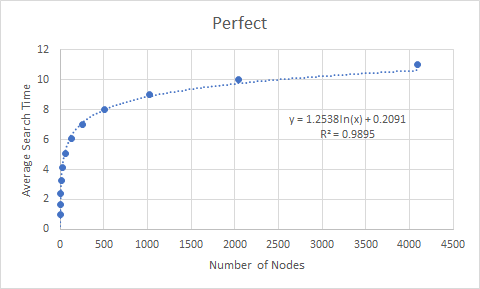 Perfect
Average Search Time
12
10
8
6
4
2
0
y = 1.2538ln(x) + 0.2091
R² = 0.9895
0 500 1000 1500 2000 2500 3000 3500 4000 4500
Number of Nodes